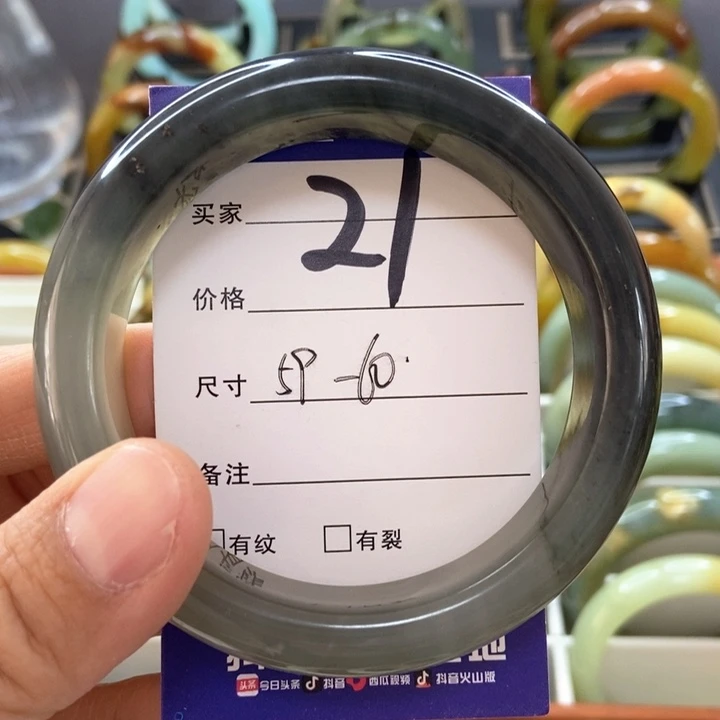 21
买家
价格
尺寸 59-60
备注
有纹 有裂
头条 今日头条 抖音 西瓜视频 抖音火山版